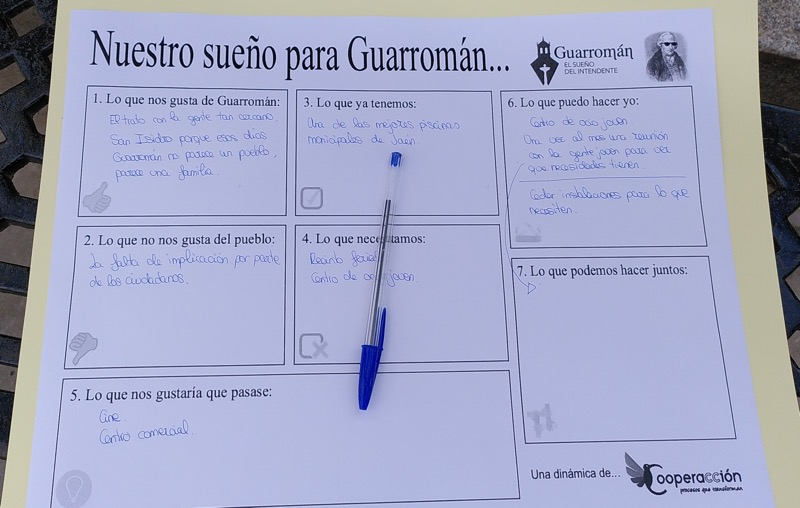 Nuestro sueño para Guarromán...
Guarromán
EL SUEÑO
DEL INTENDENTE
1. Lo que nos gusta de Guarromán:
El trato con la gente tan cercano.
San Isidro porque esos días
Guarromán no parece un pueblo,
parece una familia.
3. Lo que ya tenemos:
Una de las mejores piscinas
municipales de Jaen
6. Lo que puedo hacer yo:
Centro de ocio joven.
Una vez al mes una reunión
con la gente joven para ver
que necesidades tienen.
Ceder instalaciones para lo que
necesiten.
2. Lo que no nos gusta del pueblo:
La falta de implicación por parte
de los ciudadanos.
4. Lo que necesitamos:
Recinto ferial
Centro de ocio joven.
7. Lo que podemos hacer juntos:
5. Lo que nos gustaría que pasase:
Cine
Centro comercial.
Una dinámica de...
Cooperacción
procesos que transforman